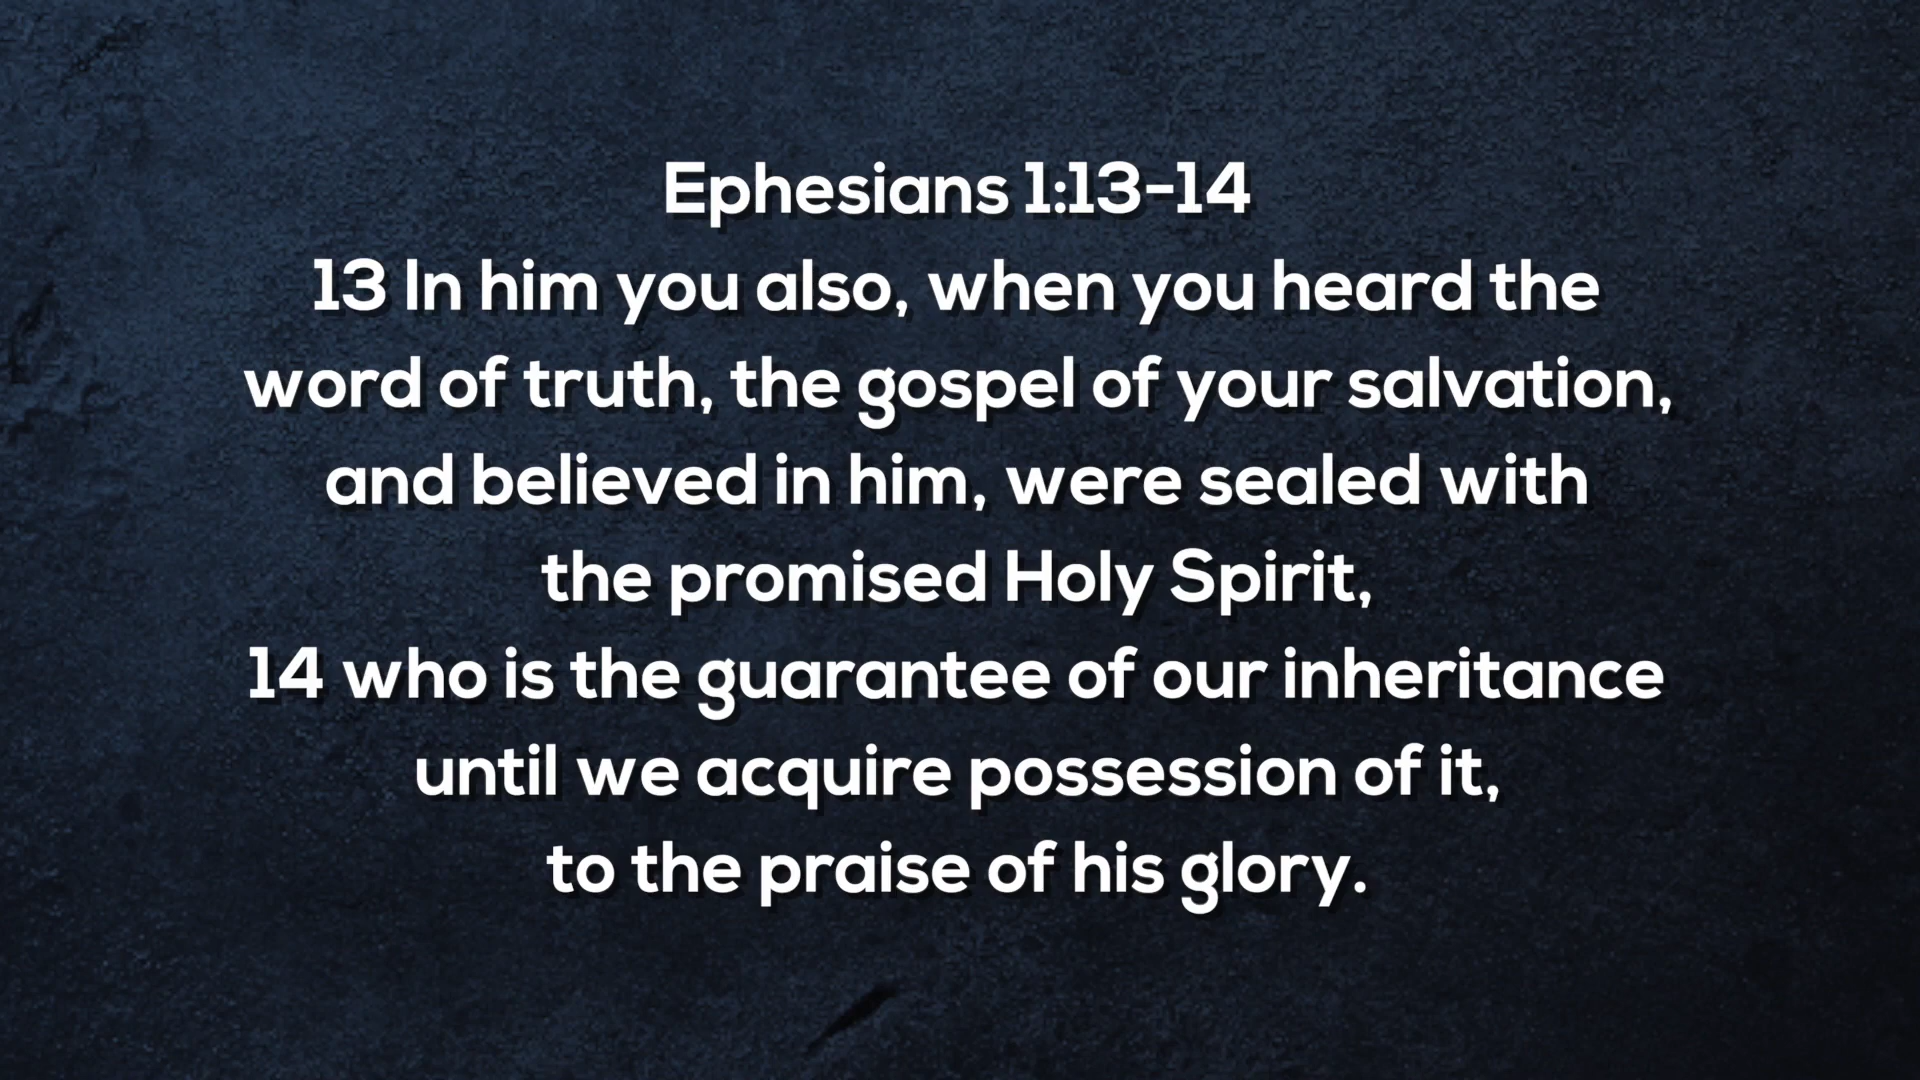 Ephesians 1:13-14
13 In him you also, when you heard the
word of truth, the gospel of your salvation,
and believed in him, were sealed with
the promised Holy Spirit,
14 who is the guarantee of our inheritance
until we acquire possession of it,
to the praise of his glory.